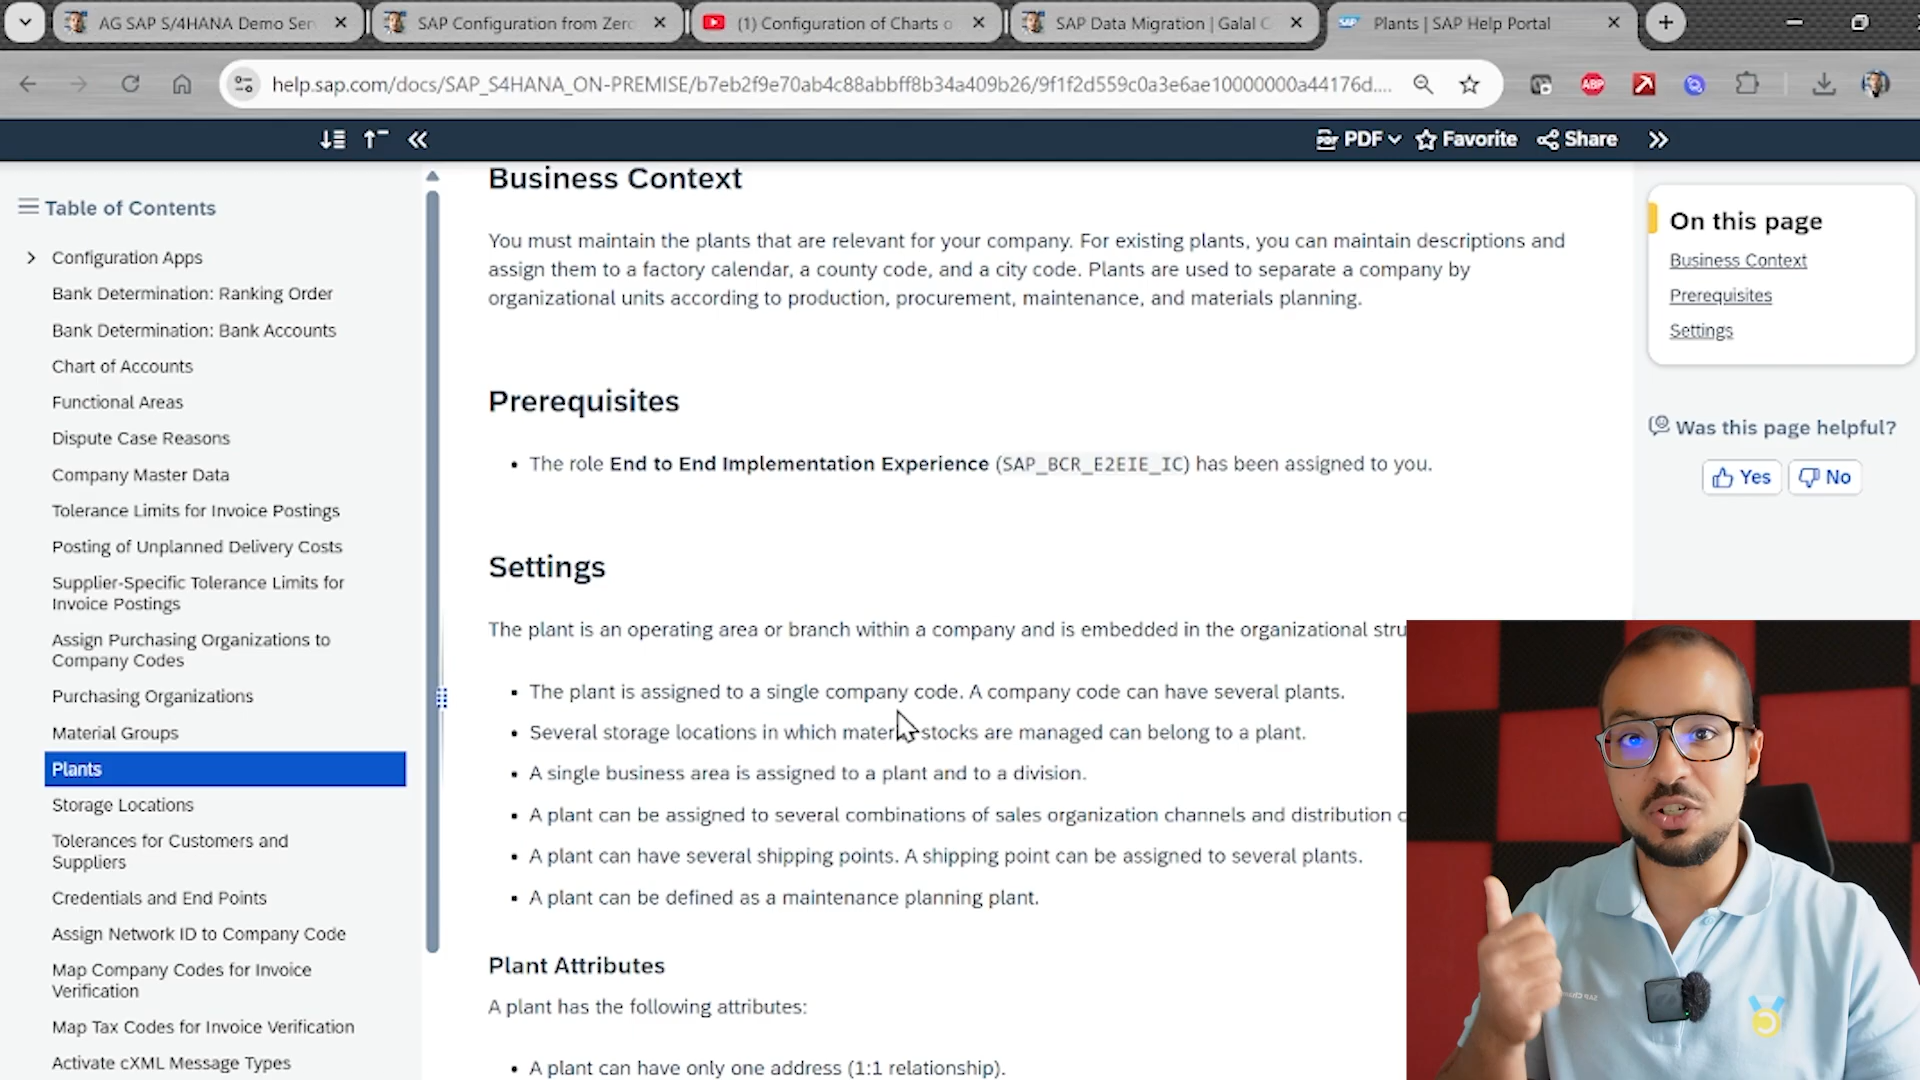 AG SAP S/4HANA Demo Ser
SAP Configuration from Zero
(1) Configuration of Charts o
SAP Data Migration | Galal
Plants | SAP Help Portal
help.sap.com/docs/SAP_S4HANA_ON-PREMISE/b7eb2f9e70ab4c88abbff8b34a409b26/9f1f2d559c0a3e6ae10000000a44176d....
ABP
PDF
Favorite
Share
Table of Contents
Configuration Apps
Bank Determination: Ranking Order
Bank Determination: Bank Accounts
Chart of Accounts
Functional Areas
Dispute Case Reasons
Company Master Data
Tolerance Limits for Invoice Postings
Posting of Unplanned Delivery Costs
Supplier-Specific Tolerance Limits for
Invoice Postings
Assign Purchasing Organizations to
Company Codes
Purchasing Organizations
Material Groups
Plants
Storage Locations
Tolerances for Customers and
Suppliers
Credentials and End Points
Assign Network ID to Company Code
Map Company Codes for Invoice
Verification
Map Tax Codes for Invoice Verification
Activate cXML Message Types
Business Context
You must maintain the plants that are relevant for your company. For existing plants, you can maintain descriptions and
assign them to a factory calendar, a county code, and a city code. Plants are used to separate a company by
organizational units according to production, procurement, maintenance, and materials planning.
Prerequisites
• The role End to End Implementation Experience (SAP_BCR_E2EIE_IC) has been assigned to you.
Settings
The plant is an operating area or branch within a company and is embedded in the organizational stru
• The plant is assigned to a single company code. A company code can have several plants.
• Several storage locations in which material stocks are managed can belong to a plant.
• A single business area is assigned to a plant and to a division.
• A plant can be assigned to several combinations of sales organization channels and distribution c
• A plant can have several shipping points. A shipping point can be assigned to several plants.
• A plant can be defined as a maintenance planning plant.
Plant Attributes
A plant has the following attributes:
• A plant can have only one address (1:1 relationship).
On this page
Business Context
Prerequisites
Settings
Was this page helpful?
Yes
No